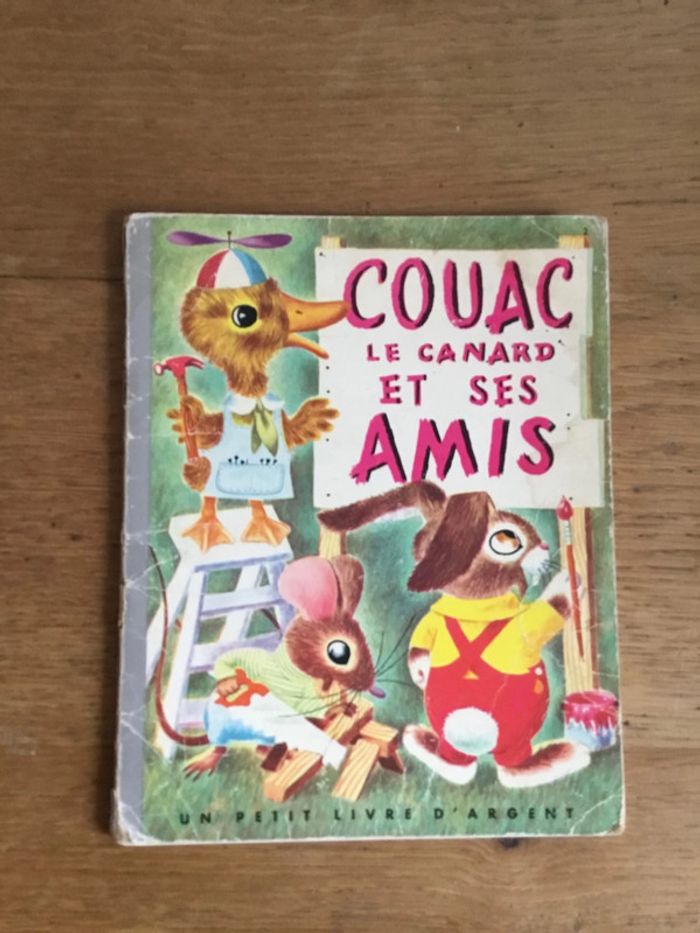 COUAC
LE CANARD
ET SES
AMIS
UN PETIT LIVRE D'ARGENT